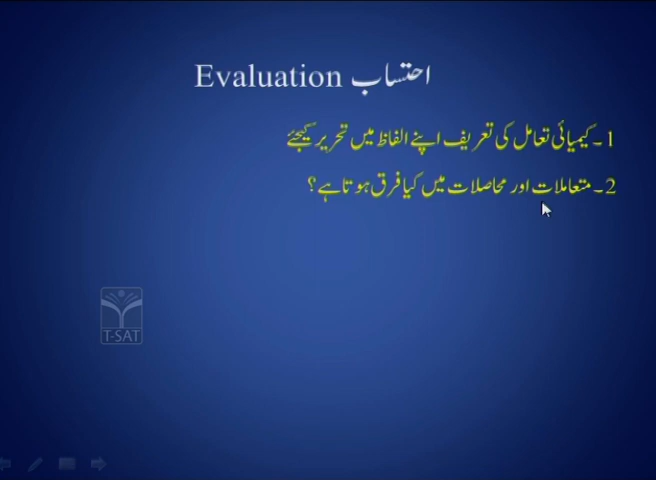 احتساب Evaluation
1۔کیمیائی تعامل کی تعریف اپنے الفاظ میں تحریر کیجئے
2۔ متعاملات اور محاصلات میں کیا فرق ہوتا ہے؟
T-SAT